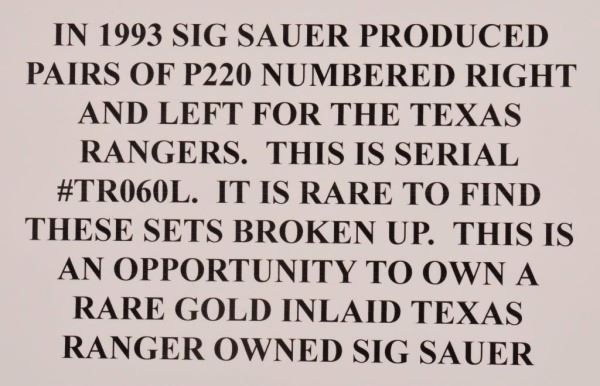 IN 1993 SIG SAUER PRODUCED
PAIRS OF P220 NUMBERED RIGHT
AND LEFT FOR THE TEXAS
RANGERS.  THIS IS SERIAL
#TR060L.  IT IS RARE TO FIND
THESE SETS BROKEN UP.  THIS IS
AN OPPORTUNITY TO OWN A
RARE GOLD INLAID TEXAS
RANGER OWNED SIG SAUER